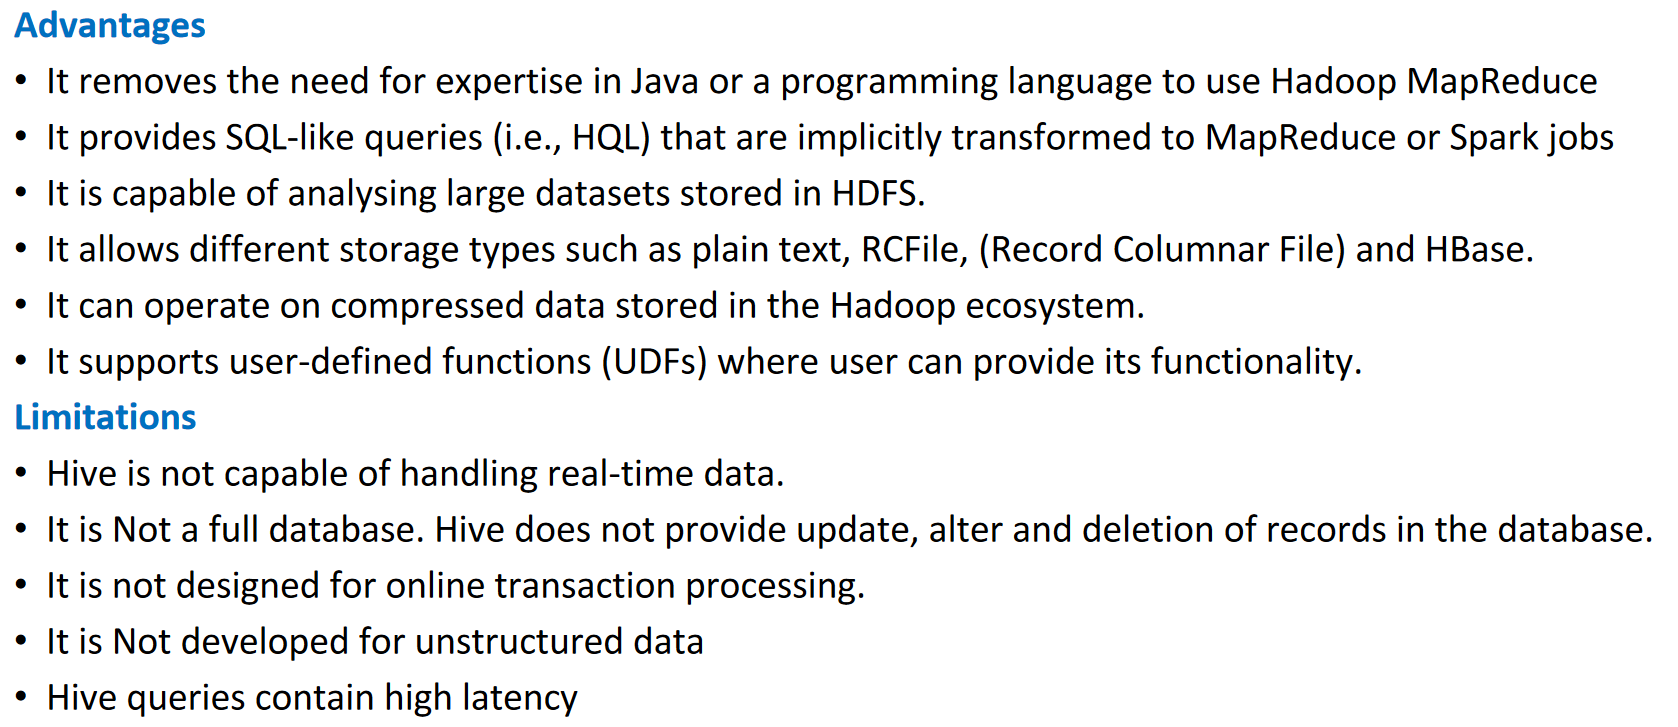 Advantages
• It removes the need for expertise in Java or a programming language to use Hadoop MapReduce
• It provides SQL-like queries (i.e., HQL) that are implicitly transformed to MapReduce or Spark jobs
• It is capable of analysing large datasets stored in HDFS.
• It allows different storage types such as plain text, RCFile, (Record Columnar File) and HBase.
• It can operate on compressed data stored in the Hadoop ecosystem.
• It supports user-defined functions (UDFs) where user can provide its functionality.
Limitations
• Hive is not capable of handling real-time data.
• It is Not a full database. Hive does not provide update, alter and deletion of records in the database.
• It is not designed for online transaction processing.
• It is Not developed for unstructured data
• Hive queries contain high latency